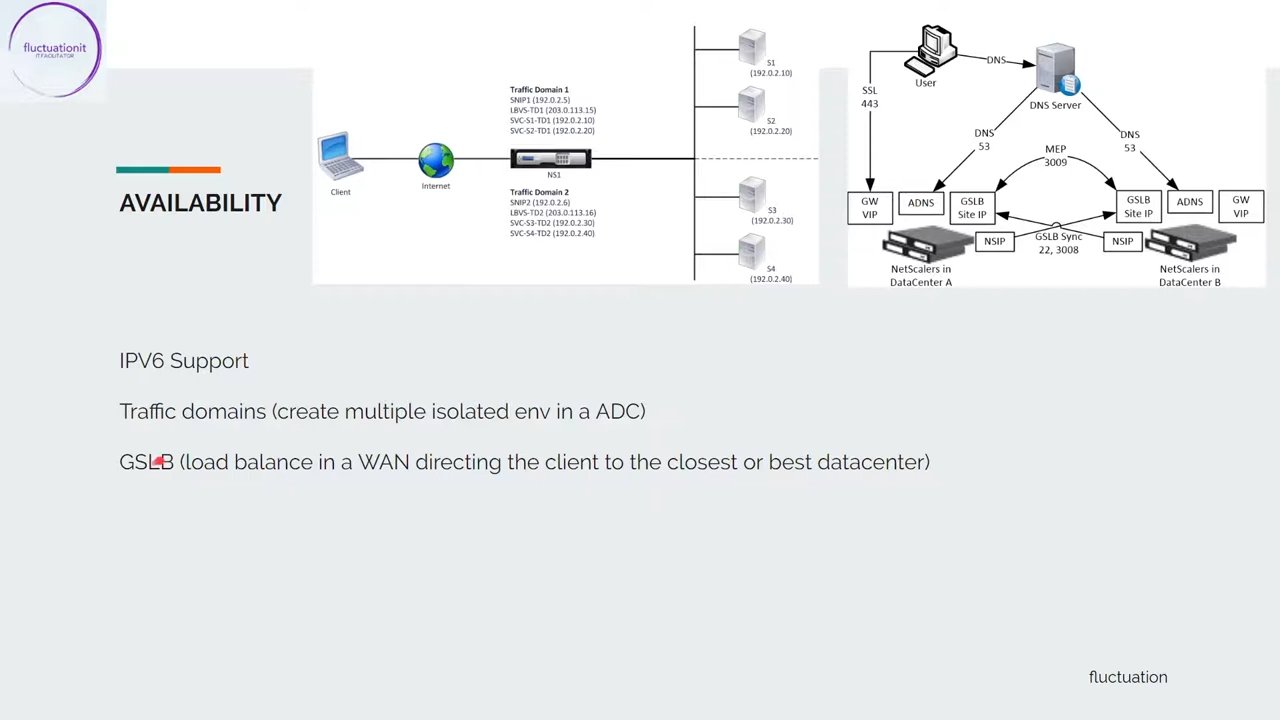 fluctuationit
IT FACILITATOR
AVAILABILITY
Client
Internet
Traffic Domain 1
SNIP1 (192.0.2.5)
LBVS-TD1 (203.0.113.15)
SVC-S1-TD1 (192.0.2.10)
SVC-S2-TD1 (192.0.2.20)
NS1
Traffic Domain 2
SNIP2 (192.0.2.6)
LBVS-TD2 (203.0.113.16)
SVC-S3-TD2 (192.0.2.30)
SVC-S4-TD2 (192.0.2.40)
S1
(192.0.2.10)
S2
(192.0.2.20)
S3
(192.0.2.30)
S4
(192.0.2.40)
User
DNS
DNS Server
SSL
443
DNS
53
MEP
3009
DNS
53
GW
VIP
ADNS
GSLB
Site IP
GSLB
Site IP
ADNS
GW
VIP
NSIP
GSLB Sync
22, 3008
NSIP
NetScalers in
DataCenter A
NetScalers in
DataCenter B
IPV6 Support
Traffic domains (create multiple isolated env in a ADC)
GSLB (load balance in a WAN directing the client to the closest or best datacenter)
fluctuation